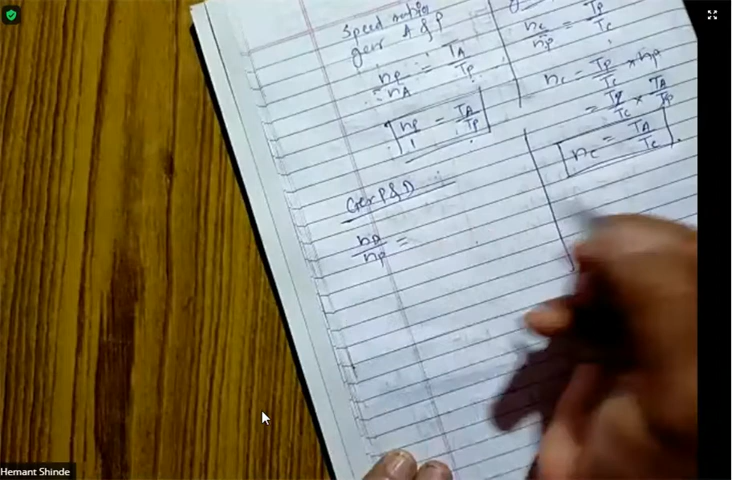 Speed ratio
gear A & P
nP/nA = TA/TP
nP/1 = TA/TP
nc/nP = TP/Tc
nc = TP/Tc × nP
= TP/Tc × TA/TP
nc = TA/Tc
Gear P & D
nD/nP =
Hemant Shinde